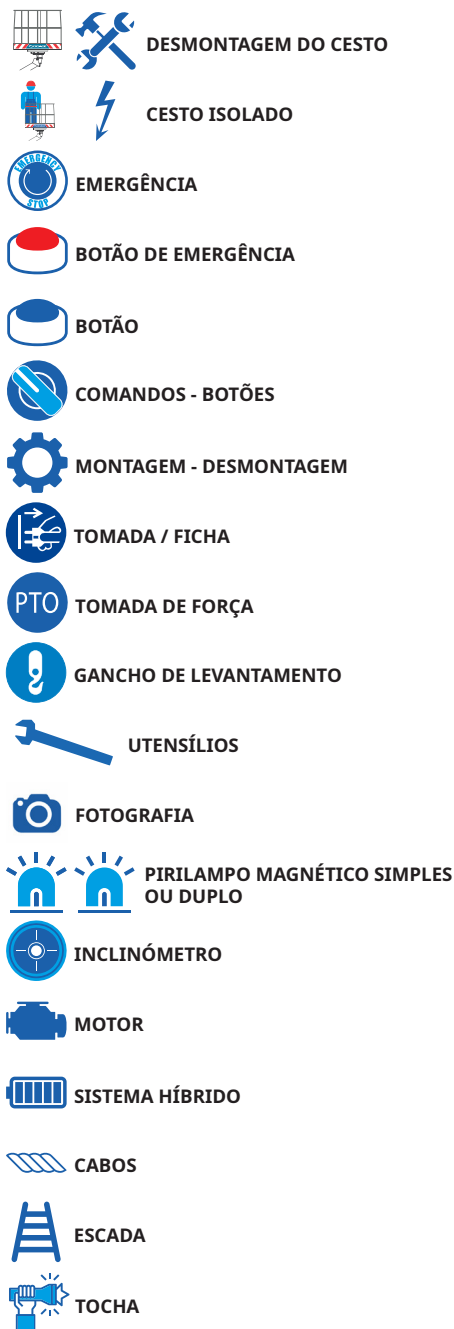 DESMONTAGEM DO CESTO
CESTO ISOLADO
EMERGENCY
STOP
EMERGÊNCIA
BOTÃO DE EMERGÊNCIA
BOTÃO
COMANDOS - BOTÕES
MONTAGEM - DESMONTAGEM
TOMADA / FICHA
PTO
TOMADA DE FORÇA
GANCHO DE LEVANTAMENTO
UTENSÍLIOS
FOTOGRAFIA
PIRILAMPO MAGNÉTICO SIMPLES
OU DUPLO
INCLINÓMETRO
MOTOR
SISTEMA HÍBRIDO
CABOS
ESCADA
TOCHA